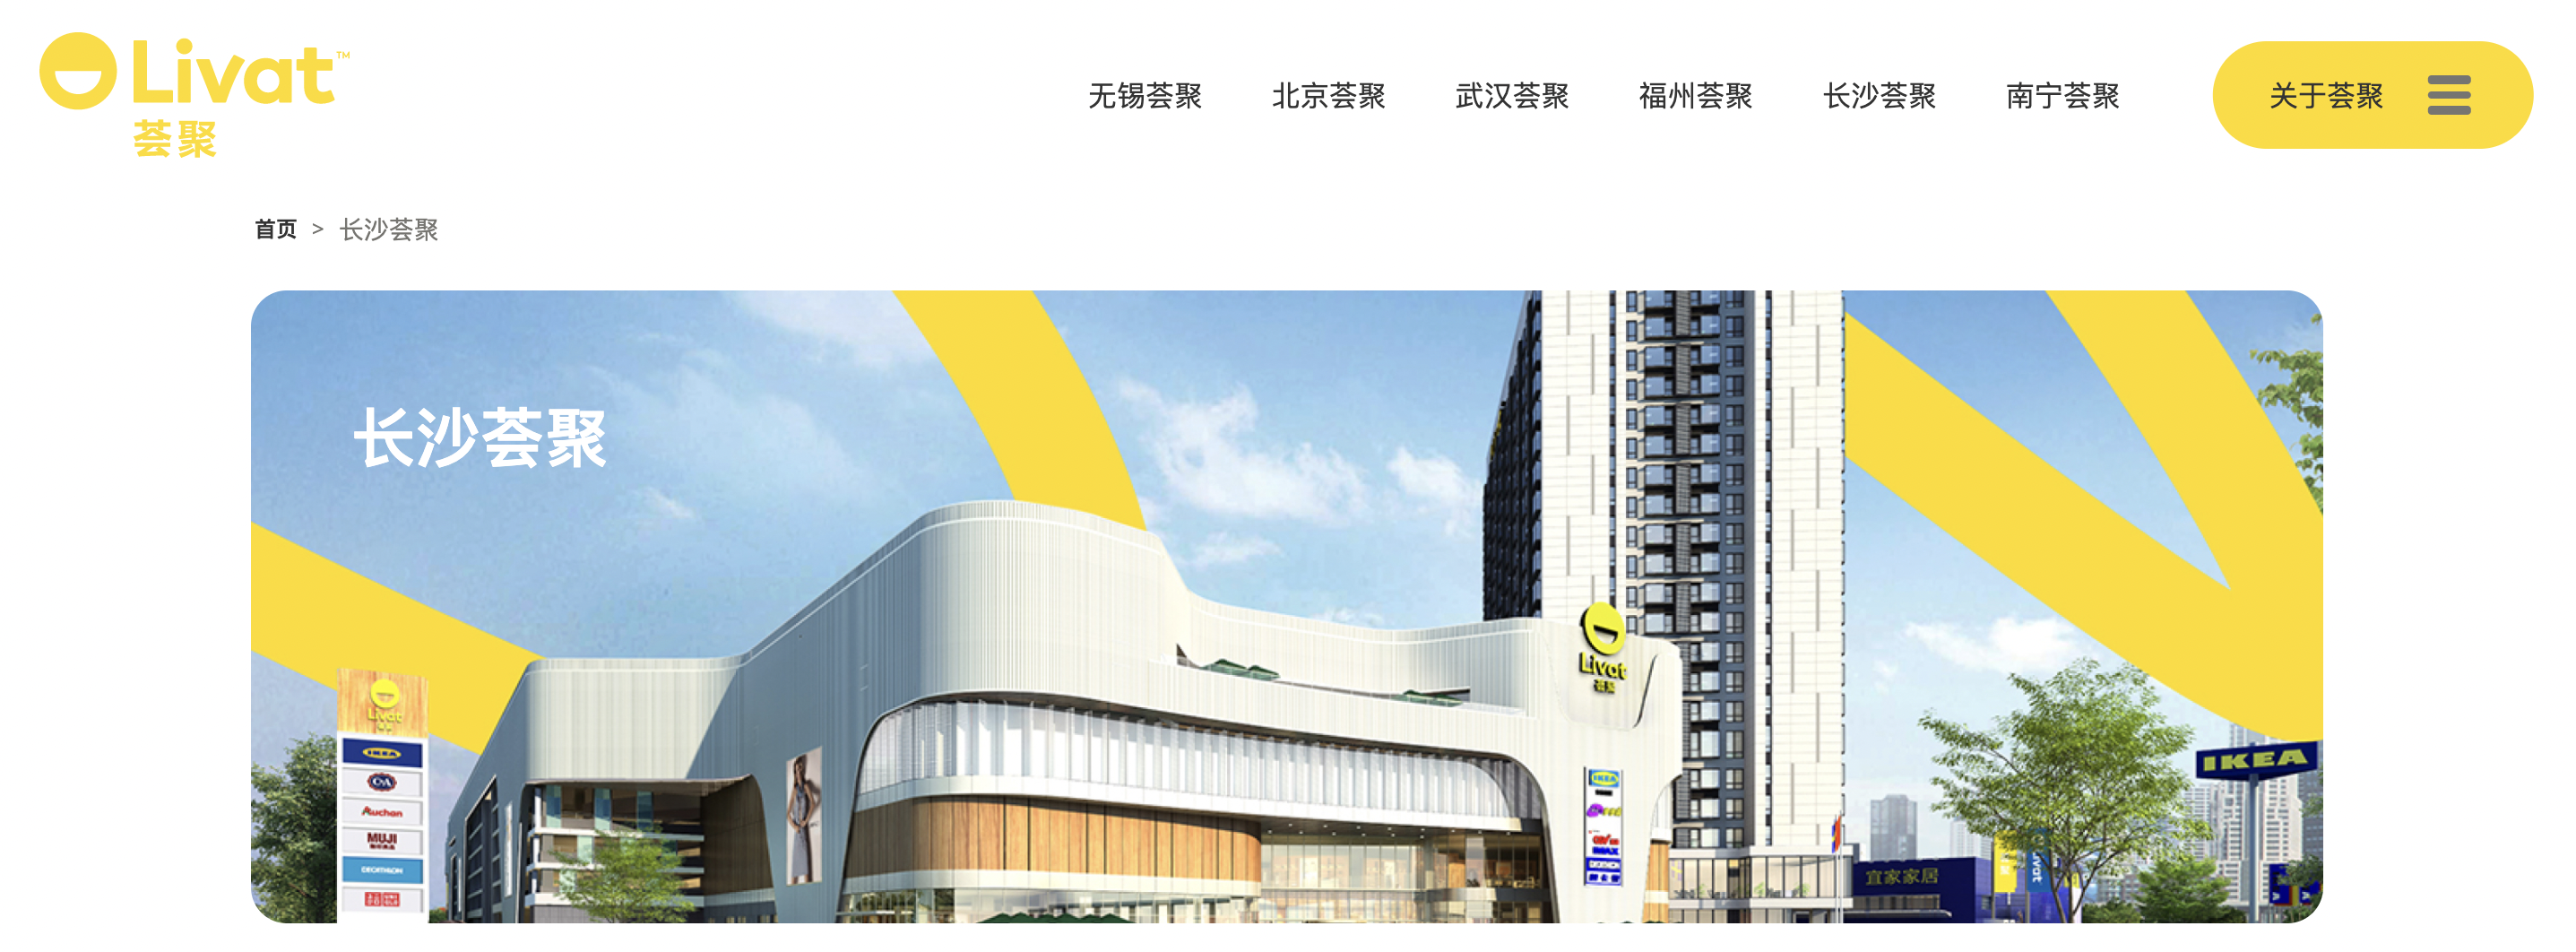 Livat™
荟聚
无锡荟聚 北京荟聚 武汉荟聚 福州荟聚 长沙荟聚 南宁荟聚 关于荟聚
首页 > 长沙荟聚
长沙荟聚
Livat
荟聚
Livat
IKEA
C&A
Auchan
MUJI
DECATHLON
IKEA
IMAX
IKEA
宜家家居
Livat